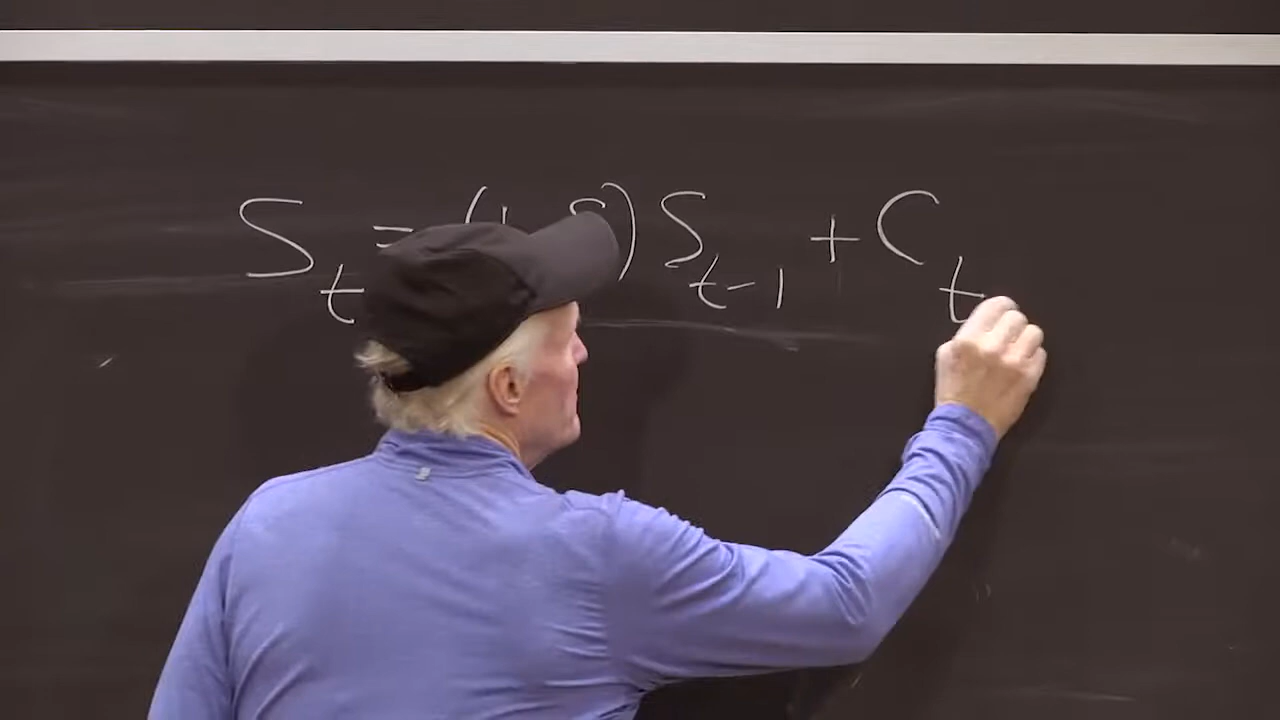 S_t = (1 δ) S_{t-1} + C_t